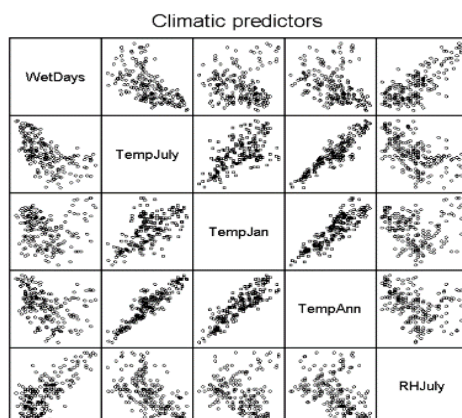 Climatic predictors
WetDays
TempJuly
TempJan
TempAnn
RHJuly